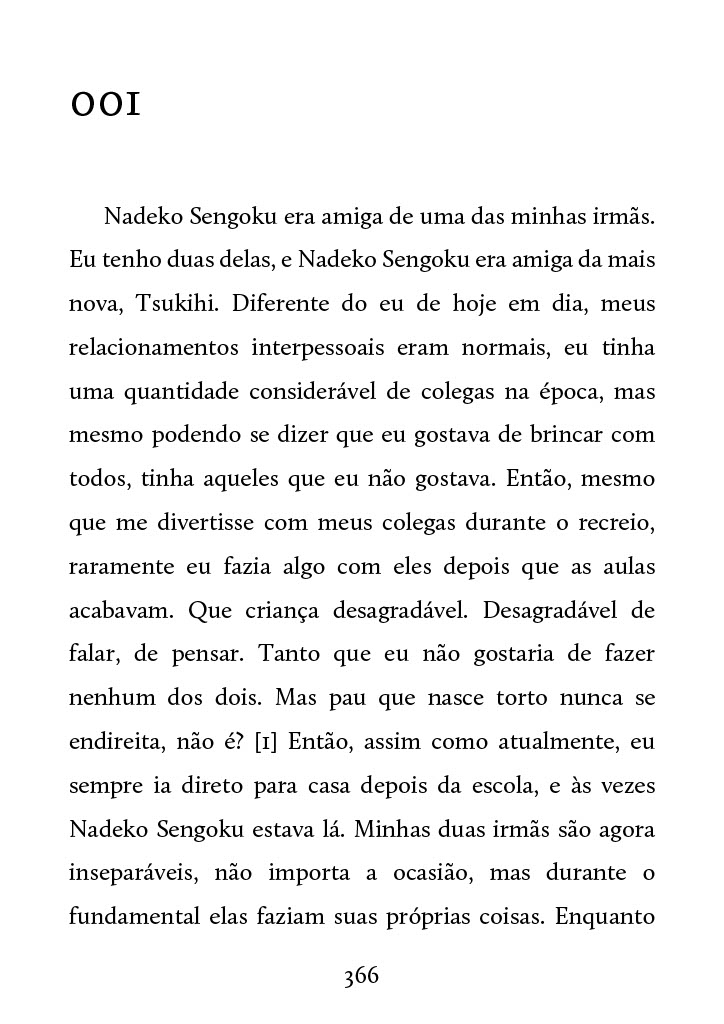 001
Nadeko Sengoku era amiga de uma das minhas irmãs.
Eu tenho duas delas, e Nadeko Sengoku era amiga da mais
nova, Tsukihi. Diferente do eu de hoje em dia, meus
relacionamentos interpessoais eram normais, eu tinha
uma quantidade considerável de colegas na época, mas
mesmo podendo se dizer que eu gostava de brincar com
todos, tinha aqueles que eu não gostava. Então, mesmo
que me divertisse com meus colegas durante o recreio,
raramente eu fazia algo com eles depois que as aulas
acabavam. Que criança desagradável. Desagradável de
falar, de pensar. Tanto que eu não gostaria de fazer
nenhum dos dois. Mas pau que nasce torto nunca se
endireita, não é? [1] Então, assim como atualmente, eu
sempre ia direto para casa depois da escola, e às vezes
Nadeko Sengoku estava lá. Minhas duas irmãs são agora
inseparáveis, não importa a ocasião, mas durante o
fundamental elas faziam suas próprias coisas. Enquanto
366